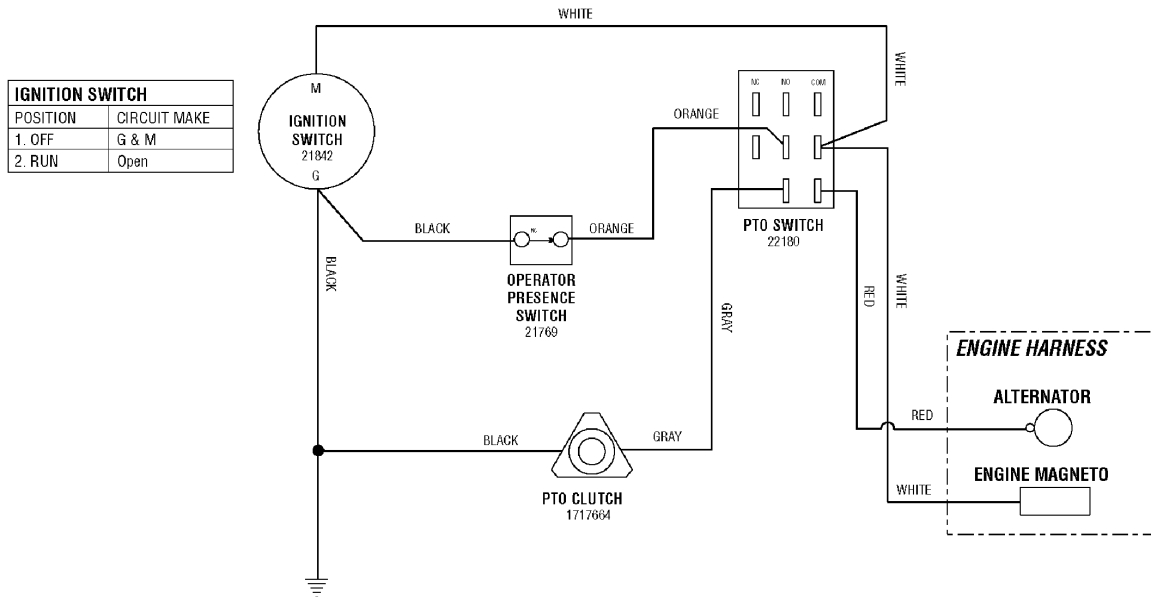 WHITE
WHITE
IGNITION SWITCH
POSITION CIRCUIT MAKE
1. OFF G & M
2. RUN Open
M
IGNITION
SWITCH
21842
G
NC NO COM
ORANGE
PTO SWITCH
22180
BLACK
NC
ORANGE
OPERATOR
PRESENCE
SWITCH
21769
BLACK
GRAY
RED
WHITE
ENGINE HARNESS
ALTERNATOR
RED
ENGINE MAGNETO
WHITE
BLACK
GRAY
PTO CLUTCH
1717664